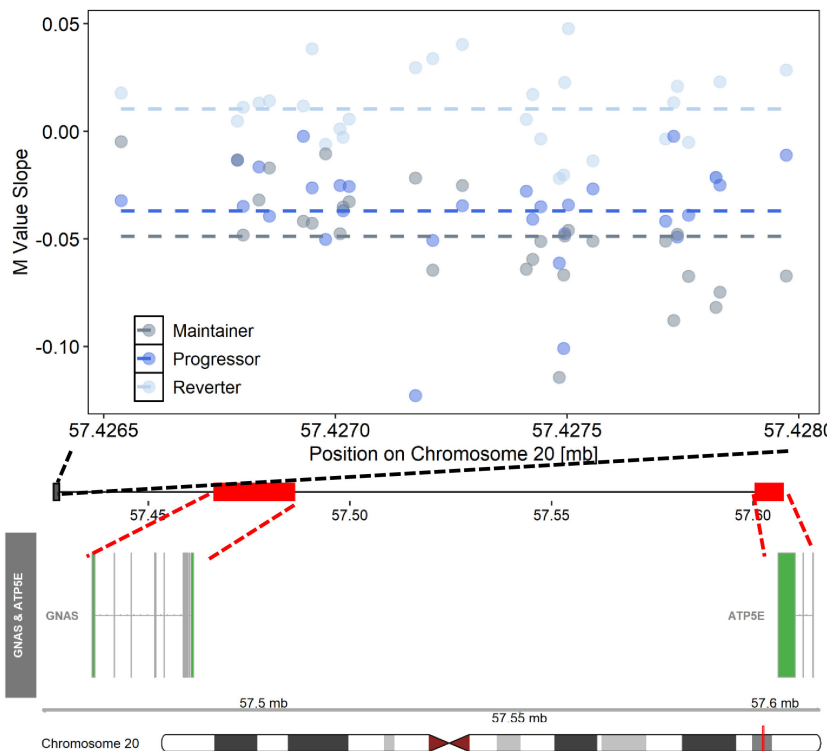 0.05
0.00
-0.05
-0.10
M Value Slope
Maintainer
Progressor
Reverter
57.4265
57.4270
57.4275
57.4280
Position on Chromosome 20 [mb]
57.45
57.50
57.55
57.60
GNAS & ATP5E
GNAS
ATP5E
57.5 mb
57.6 mb
57.55 mb
Chromosome 20